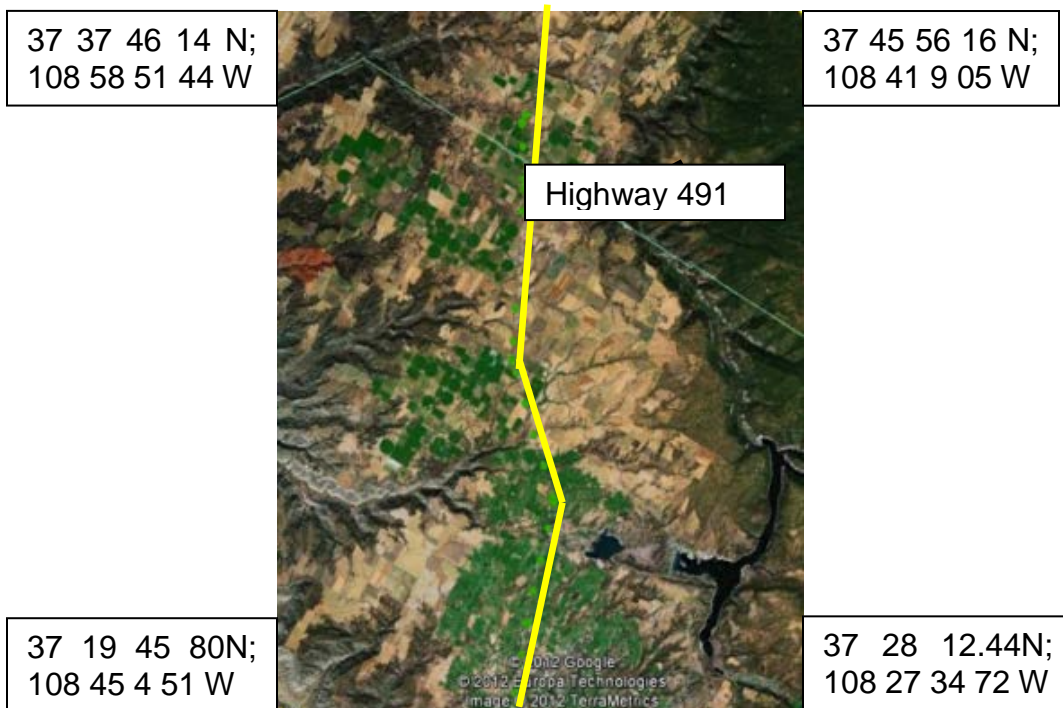 37 37 46 14 N;
108 58 51 44 W
37 45 56 16 N;
108 41 9 05 W
Highway 491
37 19 45 80N;
108 45 4 51 W
37 28 12.44N;
108 27 34 72 W
© 2012 Google
© 2012 Europa Technologies
Image © 2012 TerraMetrics